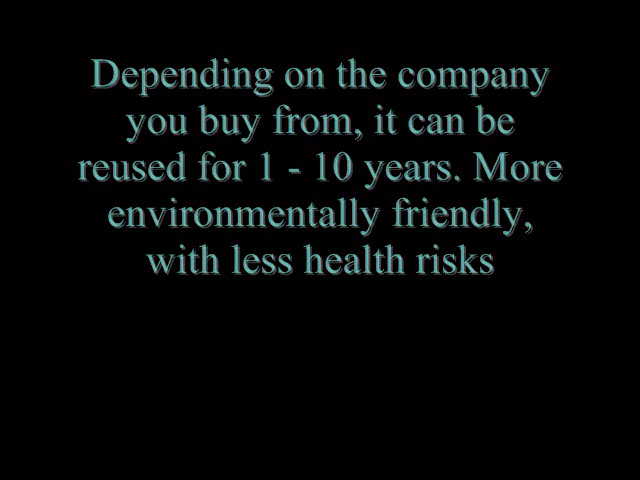 Depending on the company
you buy from, it can be
reused for 1 - 10 years. More
environmentally friendly,
with less health risks